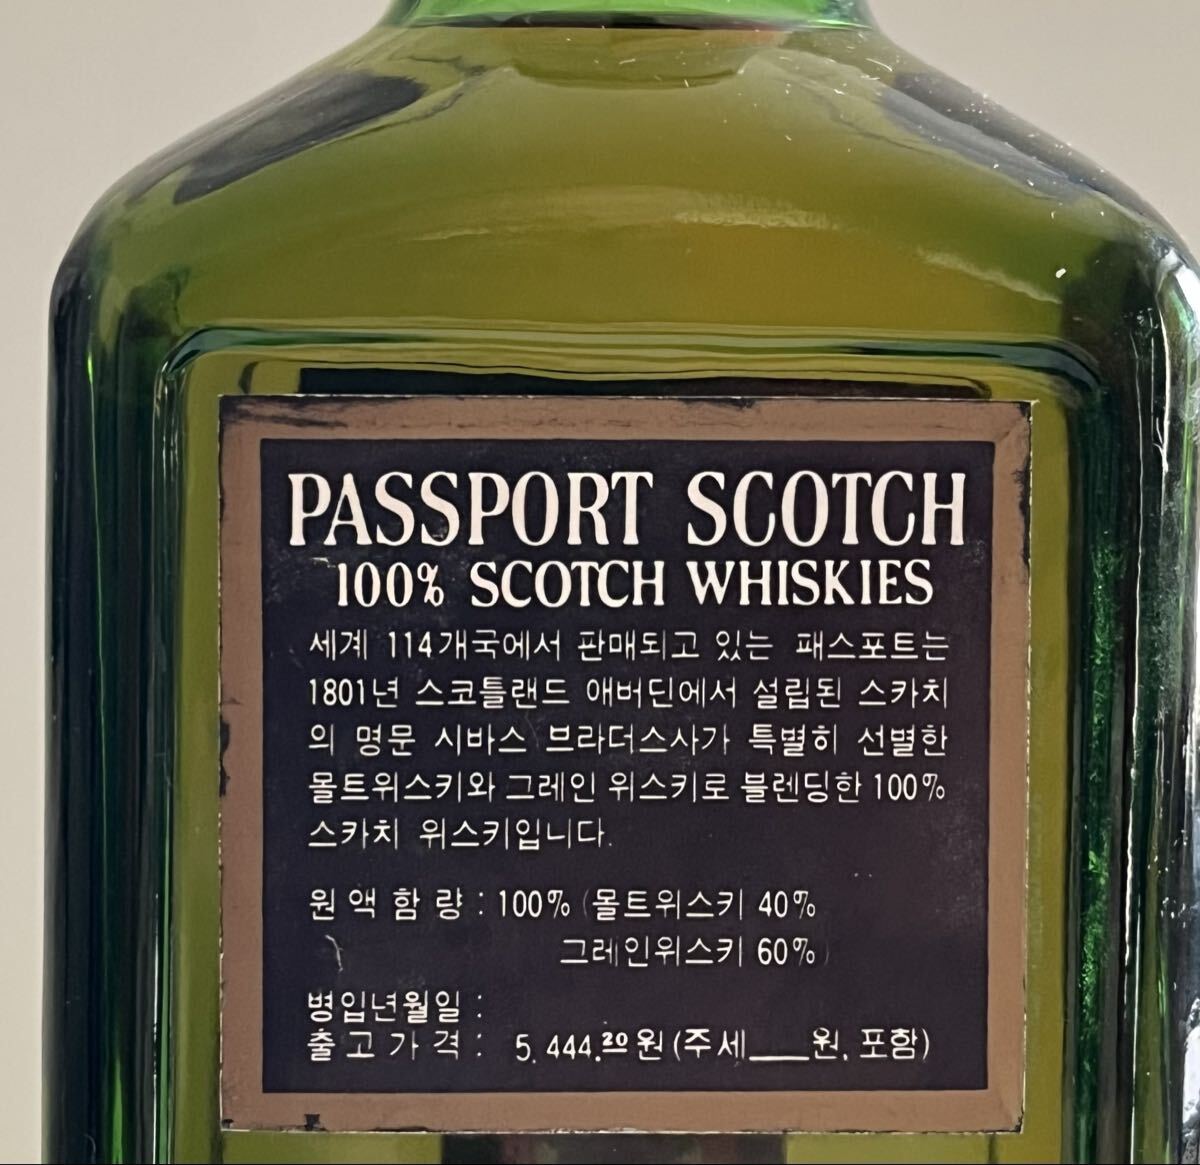 PASSPORT SCOTCH
100% SCOTCH WHISKIES
세계 114개국에서 판매되고 있는 패스포트는
1801년 스코틀랜드 애버딘에서 설립된 스카치
의 명문 시바스 브라더스사가 특별히 선별한
몰트위스키와 그레인 위스키로 블렌딩한 100%
스카치 위스키입니다.
원액함량 : 100% (몰트위스키 40%
그레인위스키 60%)
병입년월일 :
출고가격 : 5,444.20원 (주세___원, 포함)